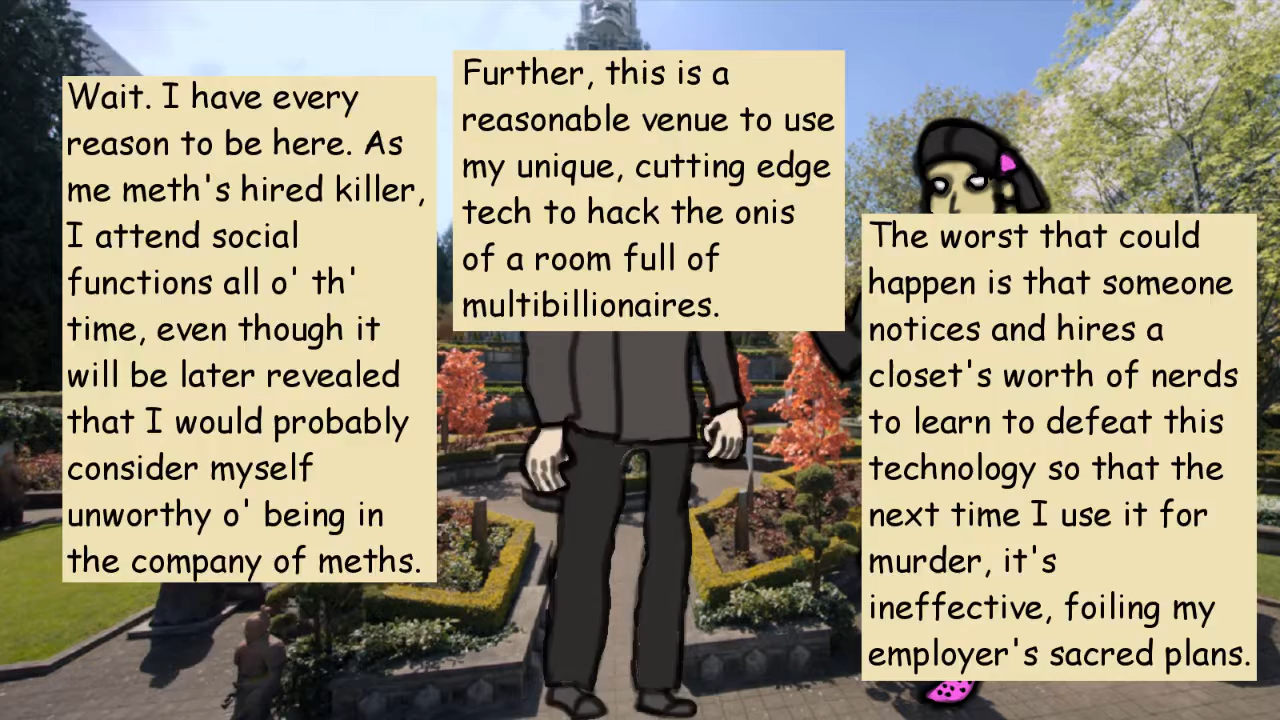 Wait. I have every
reason to be here. As
me meth's hired killer,
I attend social
functions all o' th'
time, even though it
will be later revealed
that I would probably
consider myself
unworthy o' being in
the company of meths.
Further, this is a
reasonable venue to use
my unique, cutting edge
tech to hack the onis
of a room full of
multibillionaires.
The worst that could
happen is that someone
notices and hires a
closet's worth of nerds
to learn to defeat this
technology so that the
next time I use it for
murder, it's
ineffective, foiling my
employer's sacred plans.